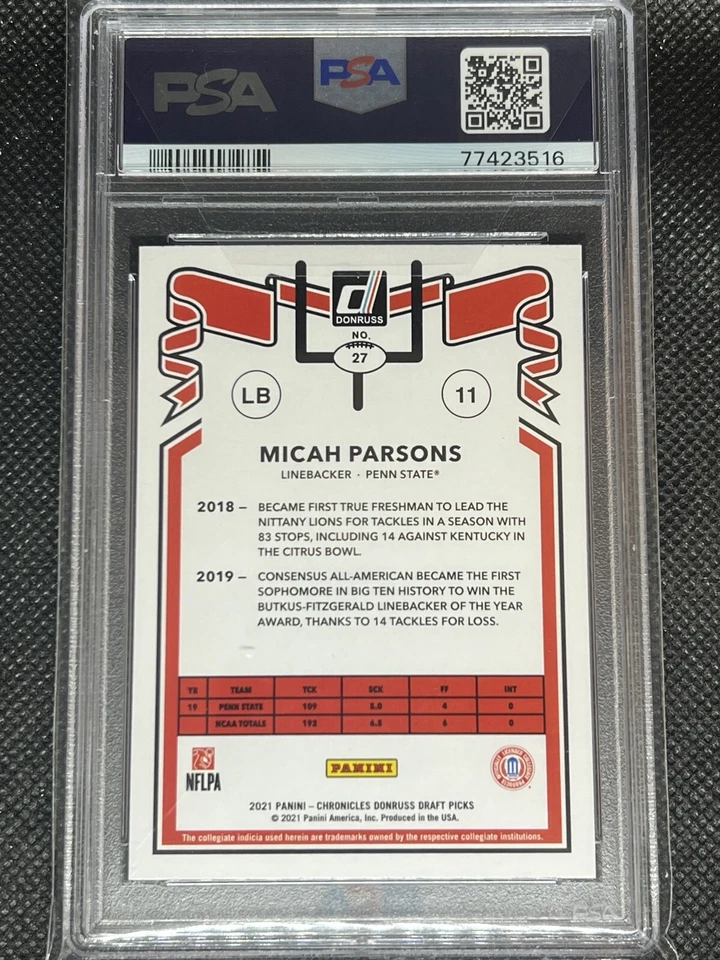 PSA PSA
77423516
d
DONRUSS
NO.
27
LB 11
MICAH PARSONS
LINEBACKER · PENN STATE®
2018 – BECAME FIRST TRUE FRESHMAN TO LEAD THE
NITTANY LIONS FOR TACKLES IN A SEASON WITH
83 STOPS, INCLUDING 14 AGAINST KENTUCKY IN
THE CITRUS BOWL.
2019 – CONSENSUS ALL-AMERICAN BECAME THE FIRST
SOPHOMORE IN BIG TEN HISTORY TO WIN THE
BUTKUS-FITZGERALD LINEBACKER OF THE YEAR
AWARD, THANKS TO 14 TACKLES FOR LOSS.
YR TEAM TCK SCK FF INT
19 PENN STATE 109 5.0 4 0
NCAA TOTALS 192 6.5 6 0
NFLPA
PANINI
OFFICIALLY LICENSED COLLEGIATE PRODUCTS
2021 PANINI – CHRONICLES DONRUSS DRAFT PICKS
© 2021 Panini America, Inc. Produced in the USA.
The collegiate indicia used herein are trademarks owned by the respective collegiate institutions.
PSA